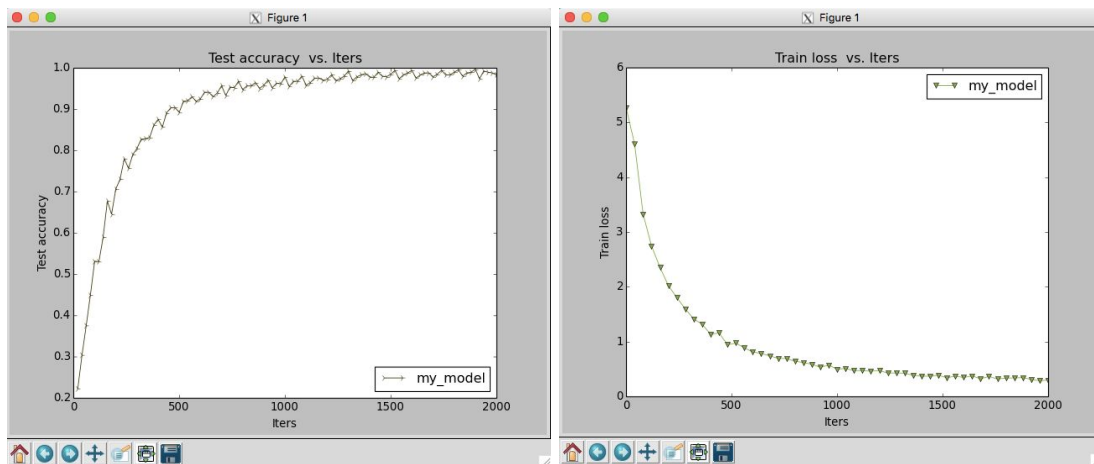 Figure 1
Test accuracy vs. Iters
1.0
0.9
0.8
0.7
0.6
0.5
0.4
0.3
0.2
Test accuracy
my_model
0 500 1000 1500 2000
Iters
Figure 1
Train loss vs. Iters
6
5
4
3
2
1
0
Train loss
my_model
0 500 1000 1500 2000
Iters